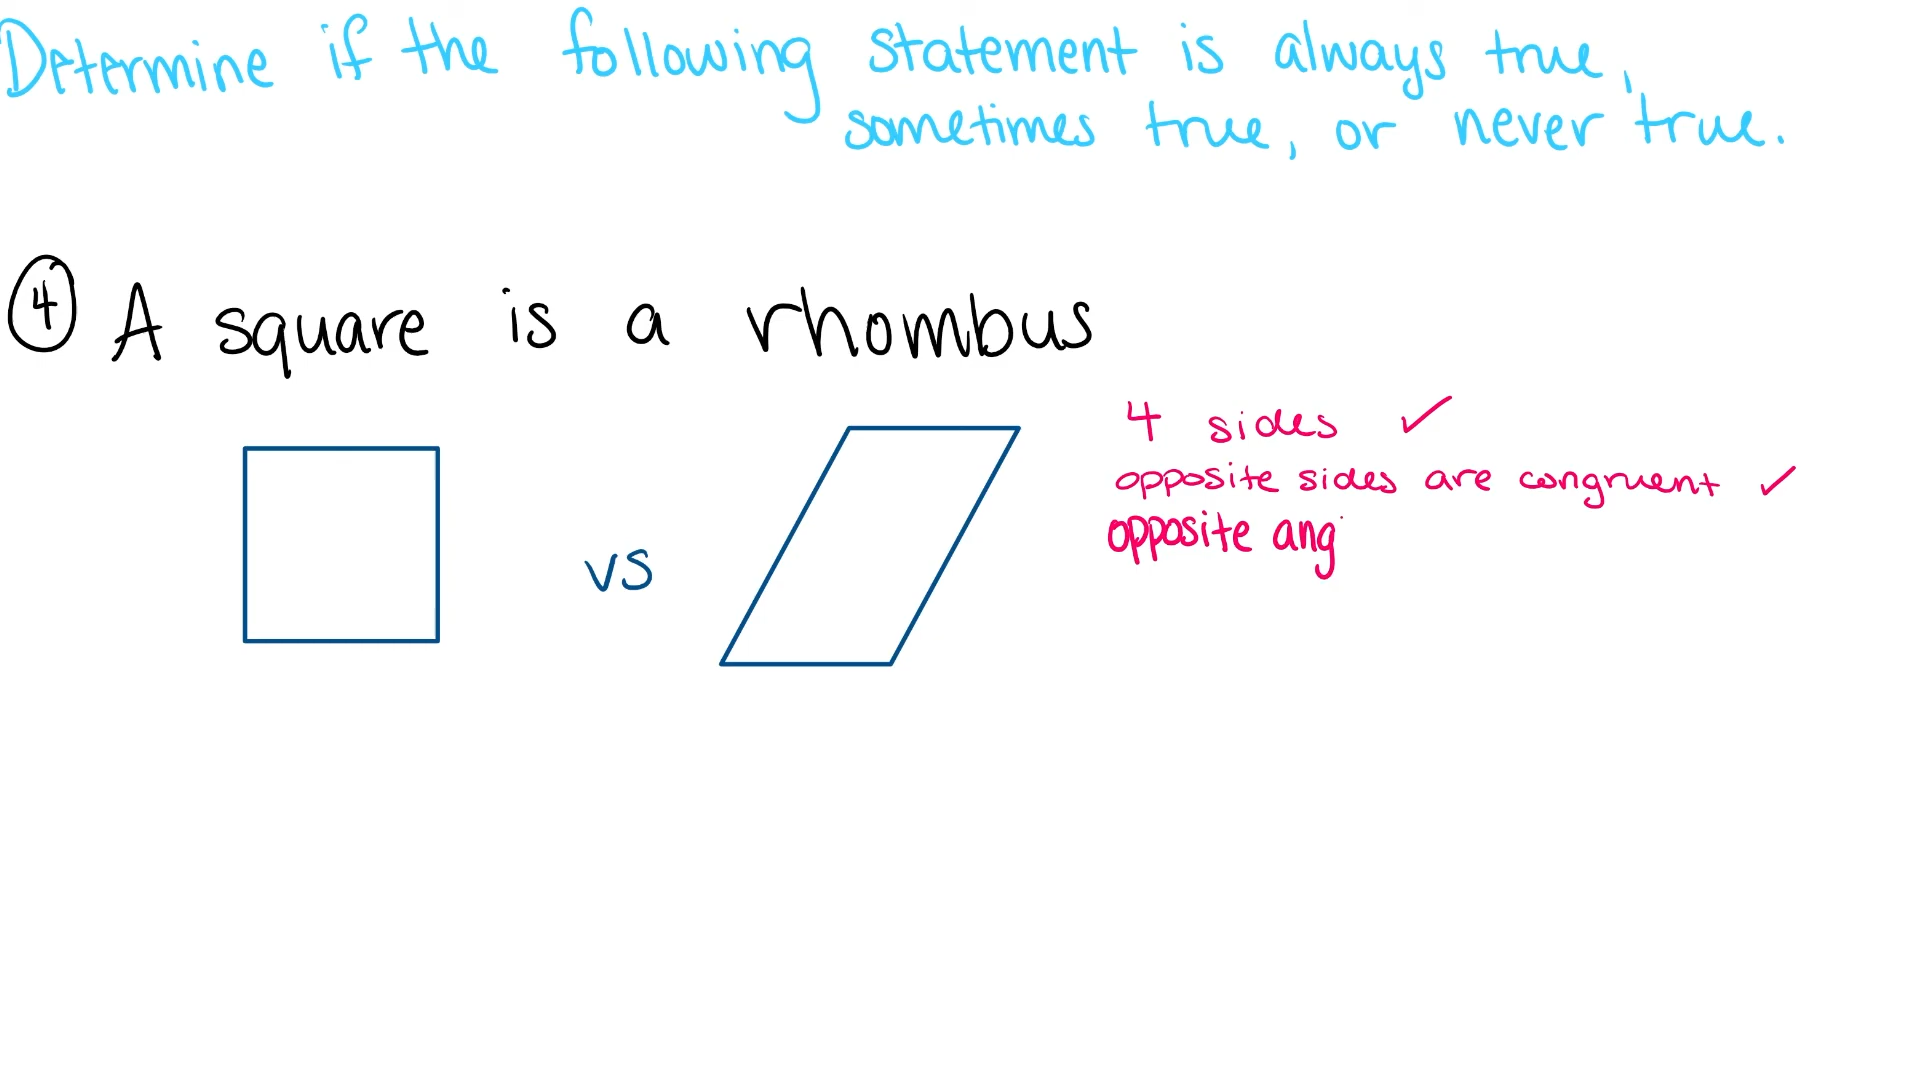 Determine if the following statement is always true,
sometimes true, or never true.
4 A square is a rhombus
4 sides ✓
opposite sides are congruent ✓
vs
opposite ang